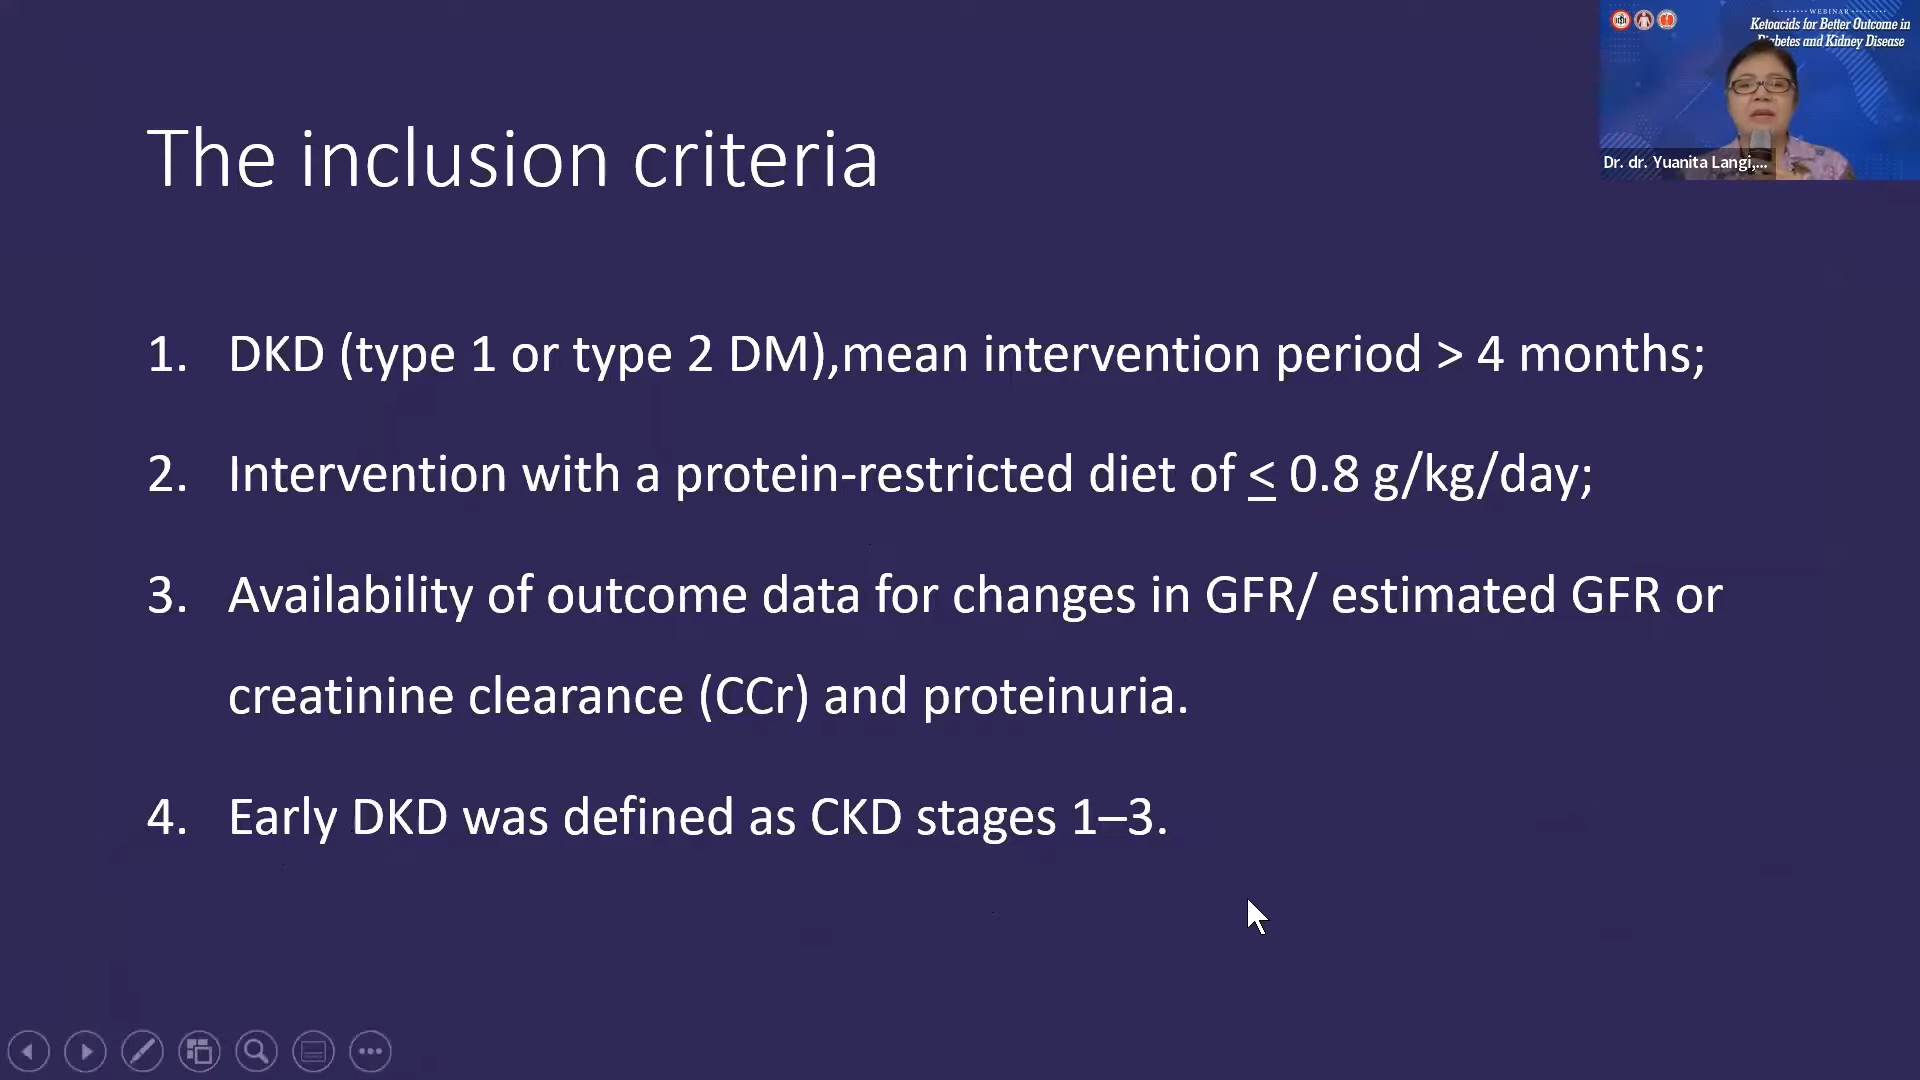 WEBINAR
Ketoacids for Better Outcome in
Diabetes and Kidney Disease
Dr. dr. Yuanita Langi,...
The inclusion criteria
1. DKD (type 1 or type 2 DM),mean intervention period > 4 months;
2. Intervention with a protein-restricted diet of < 0.8 g/kg/day;
3. Availability of outcome data for changes in GFR/ estimated GFR or
creatinine clearance (CCr) and proteinuria.
4. Early DKD was defined as CKD stages 1–3.